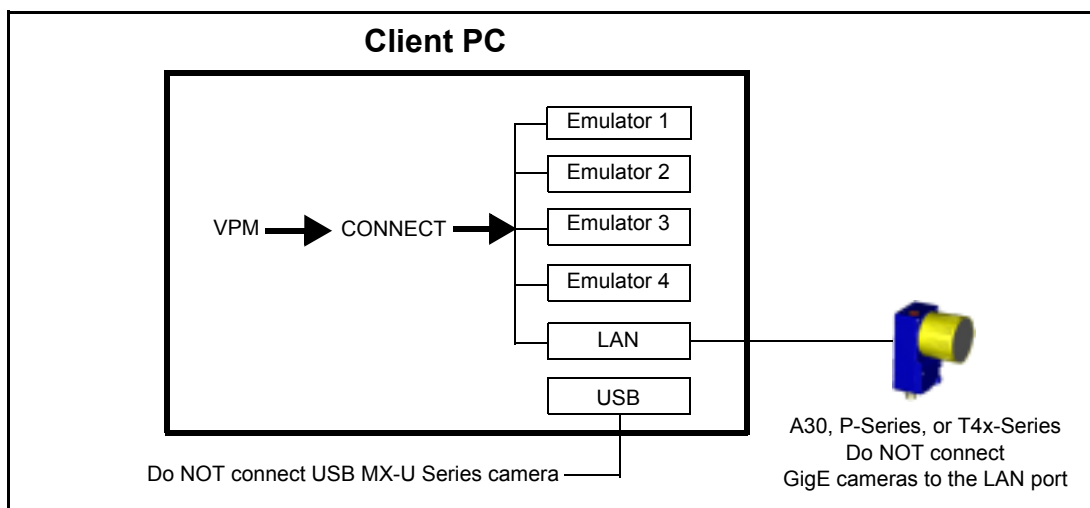 Client PC
Emulator 1
Emulator 2
VPM
CONNECT
Emulator 3
Emulator 4
LAN
USB
A30, P-Series, or T4x-Series
Do NOT connect
GigE cameras to the LAN port
Do NOT connect USB MX-U Series camera